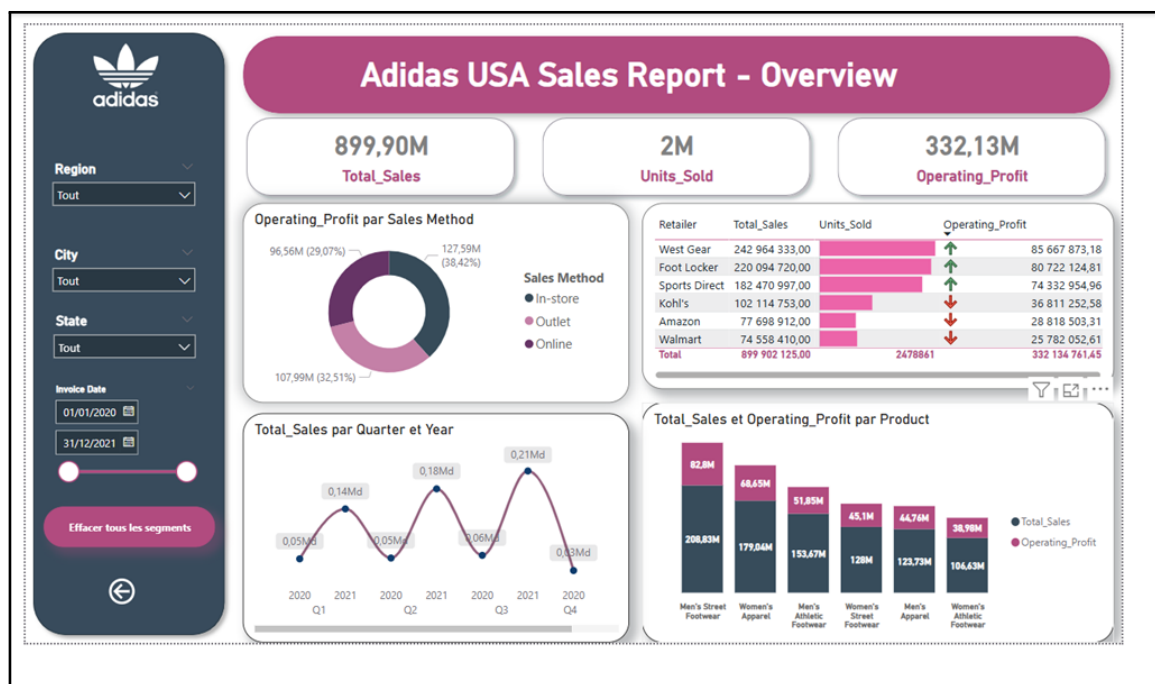 adidas
Region
Tout
City
Tout
State
Tout
Invoice Date
01/01/2020
31/12/2021
Effacer tous les segments
Adidas USA Sales Report - Overview
899,90M
Total_Sales
2M
Units_Sold
332,13M
Operating_Profit
Operating_Profit par Sales Method
96,56M (29,07%)
127,59M
(38,42%)
107,99M (32,51%)
Sales Method
In-store
Outlet
Online
Retailer Total_Sales Units_Sold Operating_Profit
West Gear 242 964 333,00 85 667 873,18
Foot Locker 220 094 720,00 80 722 124,81
Sports Direct 182 470 997,00 74 332 954,96
Kohl's 102 114 753,00 36 811 252,58
Amazon 77 698 912,00 28 818 503,31
Walmart 74 558 410,00 25 782 052,61
Total 899 902 125,00 2478861 332 134 761,45
Total_Sales par Quarter et Year
0,05Md
0,14Md
0,05Md
0,18Md
0,06Md
0,21Md
0,03Md
2020 2021 2020 2021 2020 2021 2020
Q1 Q2 Q3 Q4
Total_Sales et Operating_Profit par Product
82,8M
208,83M
68,65M
179,04M
51,85M
153,67M
45,1M
128M
44,76M
123,73M
38,98M
106,63M
Men's Street
Footwear
Women's
Apparel
Men's
Athletic
Footwear
Women's
Street
Footwear
Men's
Apparel
Women's
Athletic
Footwear
Total_Sales
Operating_Profit